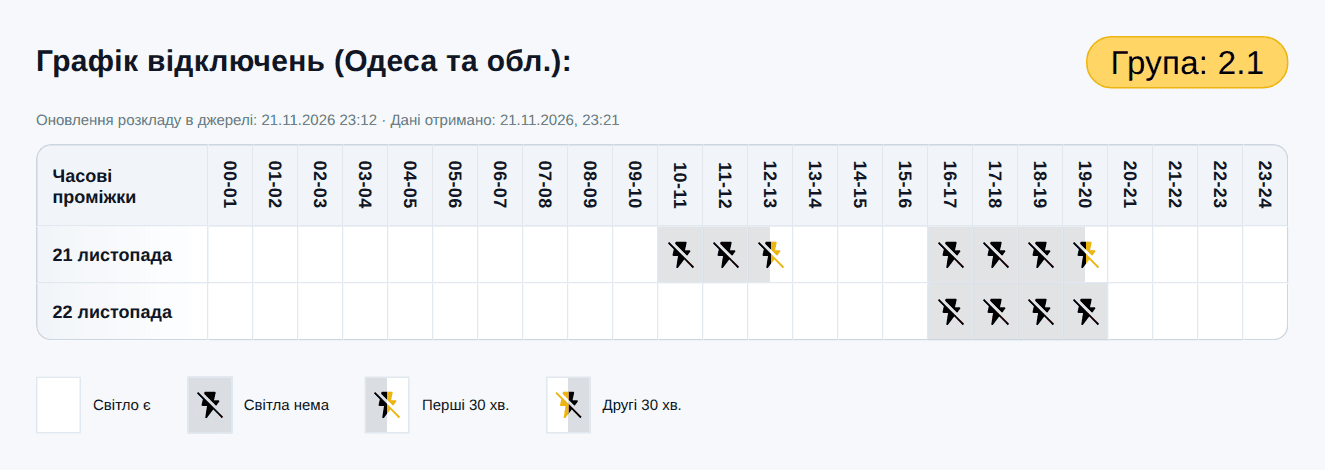 Графік відключень (Одеса та обл.):
Група: 2.1
Оновлення розкладу в джерелі: 21.11.2026 23:12 · Дані отримано: 21.11.2026, 23:21
Часові
проміжки
00-01
01-02
02-03
03-04
04-05
05-06
06-07
07-08
08-09
09-10
10-11
11-12
12-13
13-14
14-15
15-16
16-17
17-18
18-19
19-20
20-21
21-22
22-23
23-24
21 листопада
22 листопада
Світло є
Світла нема
Перші 30 хв.
Другі 30 хв.